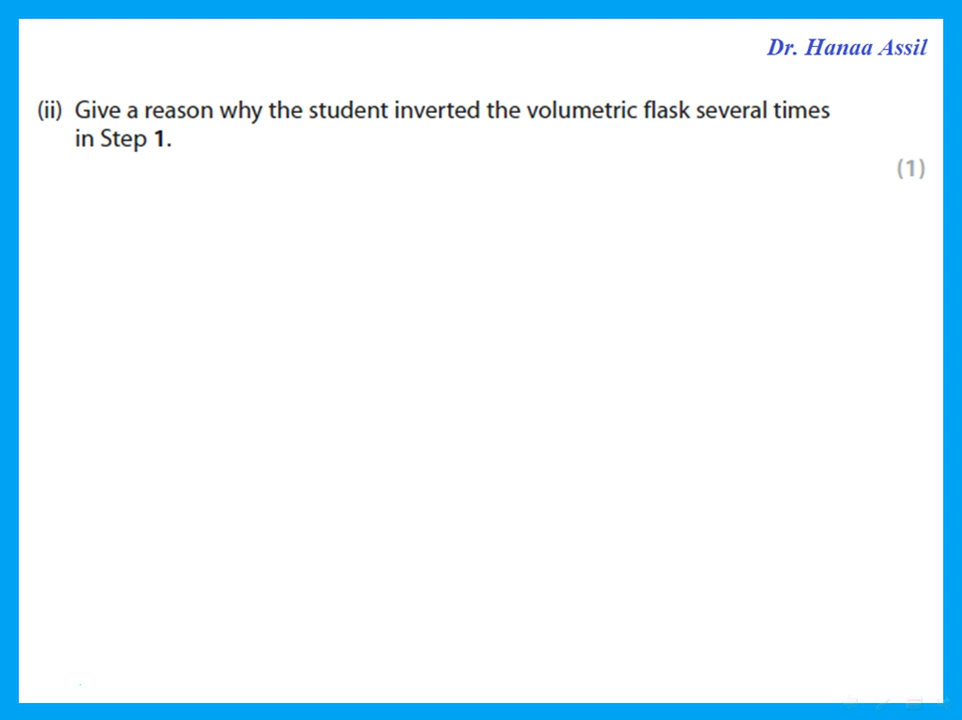 Dr. Hanaa Assil
(ii) Give a reason why the student inverted the volumetric flask several times
in Step 1.
(1)